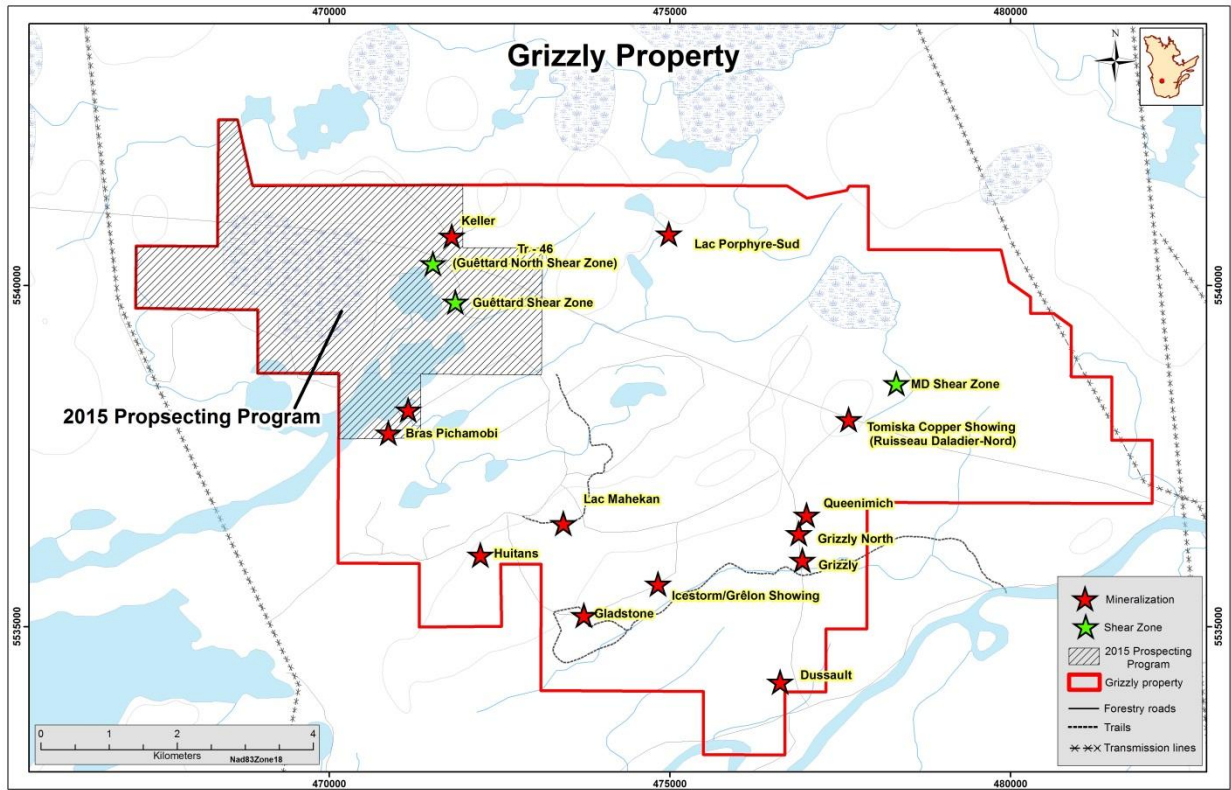 470000
475000
480000
Grizzly Property
N
Keller
Tr - 46
(Guêttard North Shear Zone)
Lac Porphyre-Sud
5540000
5540000
Guêttard Shear Zone
MD Shear Zone
2015 Propsecting Program
Bras Pichamobi
Tomiska Copper Showing
(Ruisseau Daladier-Nord)
Lac Mahekan
Queenimich
Grizzly North
Huitans
Grizzly
Icestorm/Grêlon Showing
Gladstone
5535000
5535000
Dussault
Mineralization
Shear Zone
2015 Prospecting
Program
Grizzly property
Forestry roads
Trails
Transmission lines
0 1 2 4
Kilometers
Nad83Zone18
470000
475000
480000